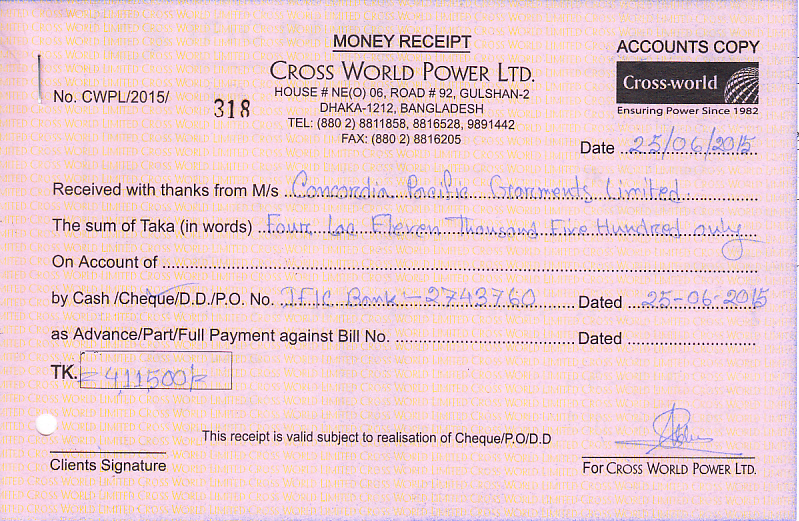 MONEY RECEIPT
ACCOUNTS COPY
CROSS WORLD POWER LTD.
Cross-world
No. CWPL/2015/ 318
HOUSE # NE(O) 06, ROAD # 92, GULSHAN-2
DHAKA-1212, BANGLADESH
Ensuring Power Since 1982
TEL: (880 2) 8811858, 8816528, 9891442
FAX: (880 2) 8816205
Date 25/06/2015
Received with thanks from M/s Concordia Pacific Garments Limited.
The sum of Taka (in words) Four Lac Eleven Thousand Five Hundred only
On Account of
by Cash /Cheque/D.D./P.O. No. IFIC Bank - 2743760 Dated 25-06-2015
as Advance/Part/Full Payment against Bill No. Dated
TK. = 411500/=
This receipt is valid subject to realisation of Cheque/P.O/D.D
Clients Signature
For CROSS WORLD POWER LTD.